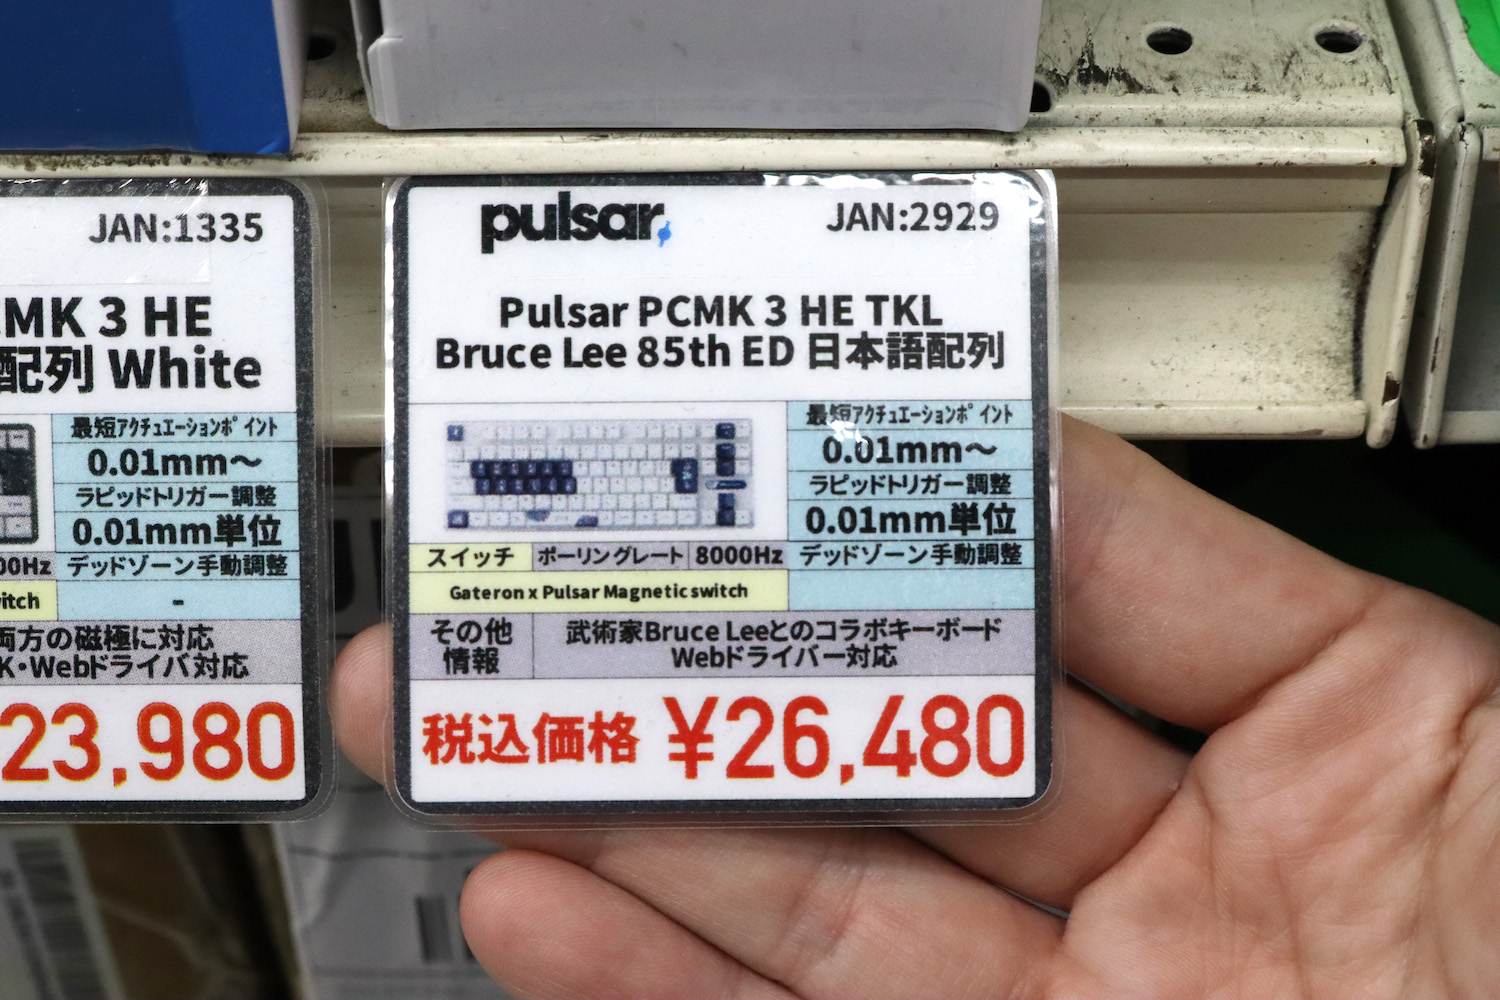 JAN:1335
CMK 3 HE
配列 White
最短アクチュエーションポイント
0.01mm～
ラピッドトリガー調整
0.01mm単位
00Hz
デッドゾーン手動調整
itch
-
両方の磁極に対応
K・Webドライバ対応
23,980
pulsar
JAN:2929
Pulsar PCMK 3 HE TKL
Bruce Lee 85th ED 日本語配列
最短アクチュエーションポイント
0.01mm～
ラピッドトリガー調整
0.01mm単位
スイッチ ポーリングレート 8000Hz デッドゾーン手動調整
Gateron x Pulsar Magnetic switch
その他
情報
武術家Bruce Leeとのコラボキーボード
Webドライバー対応
税込価格 ¥26,480